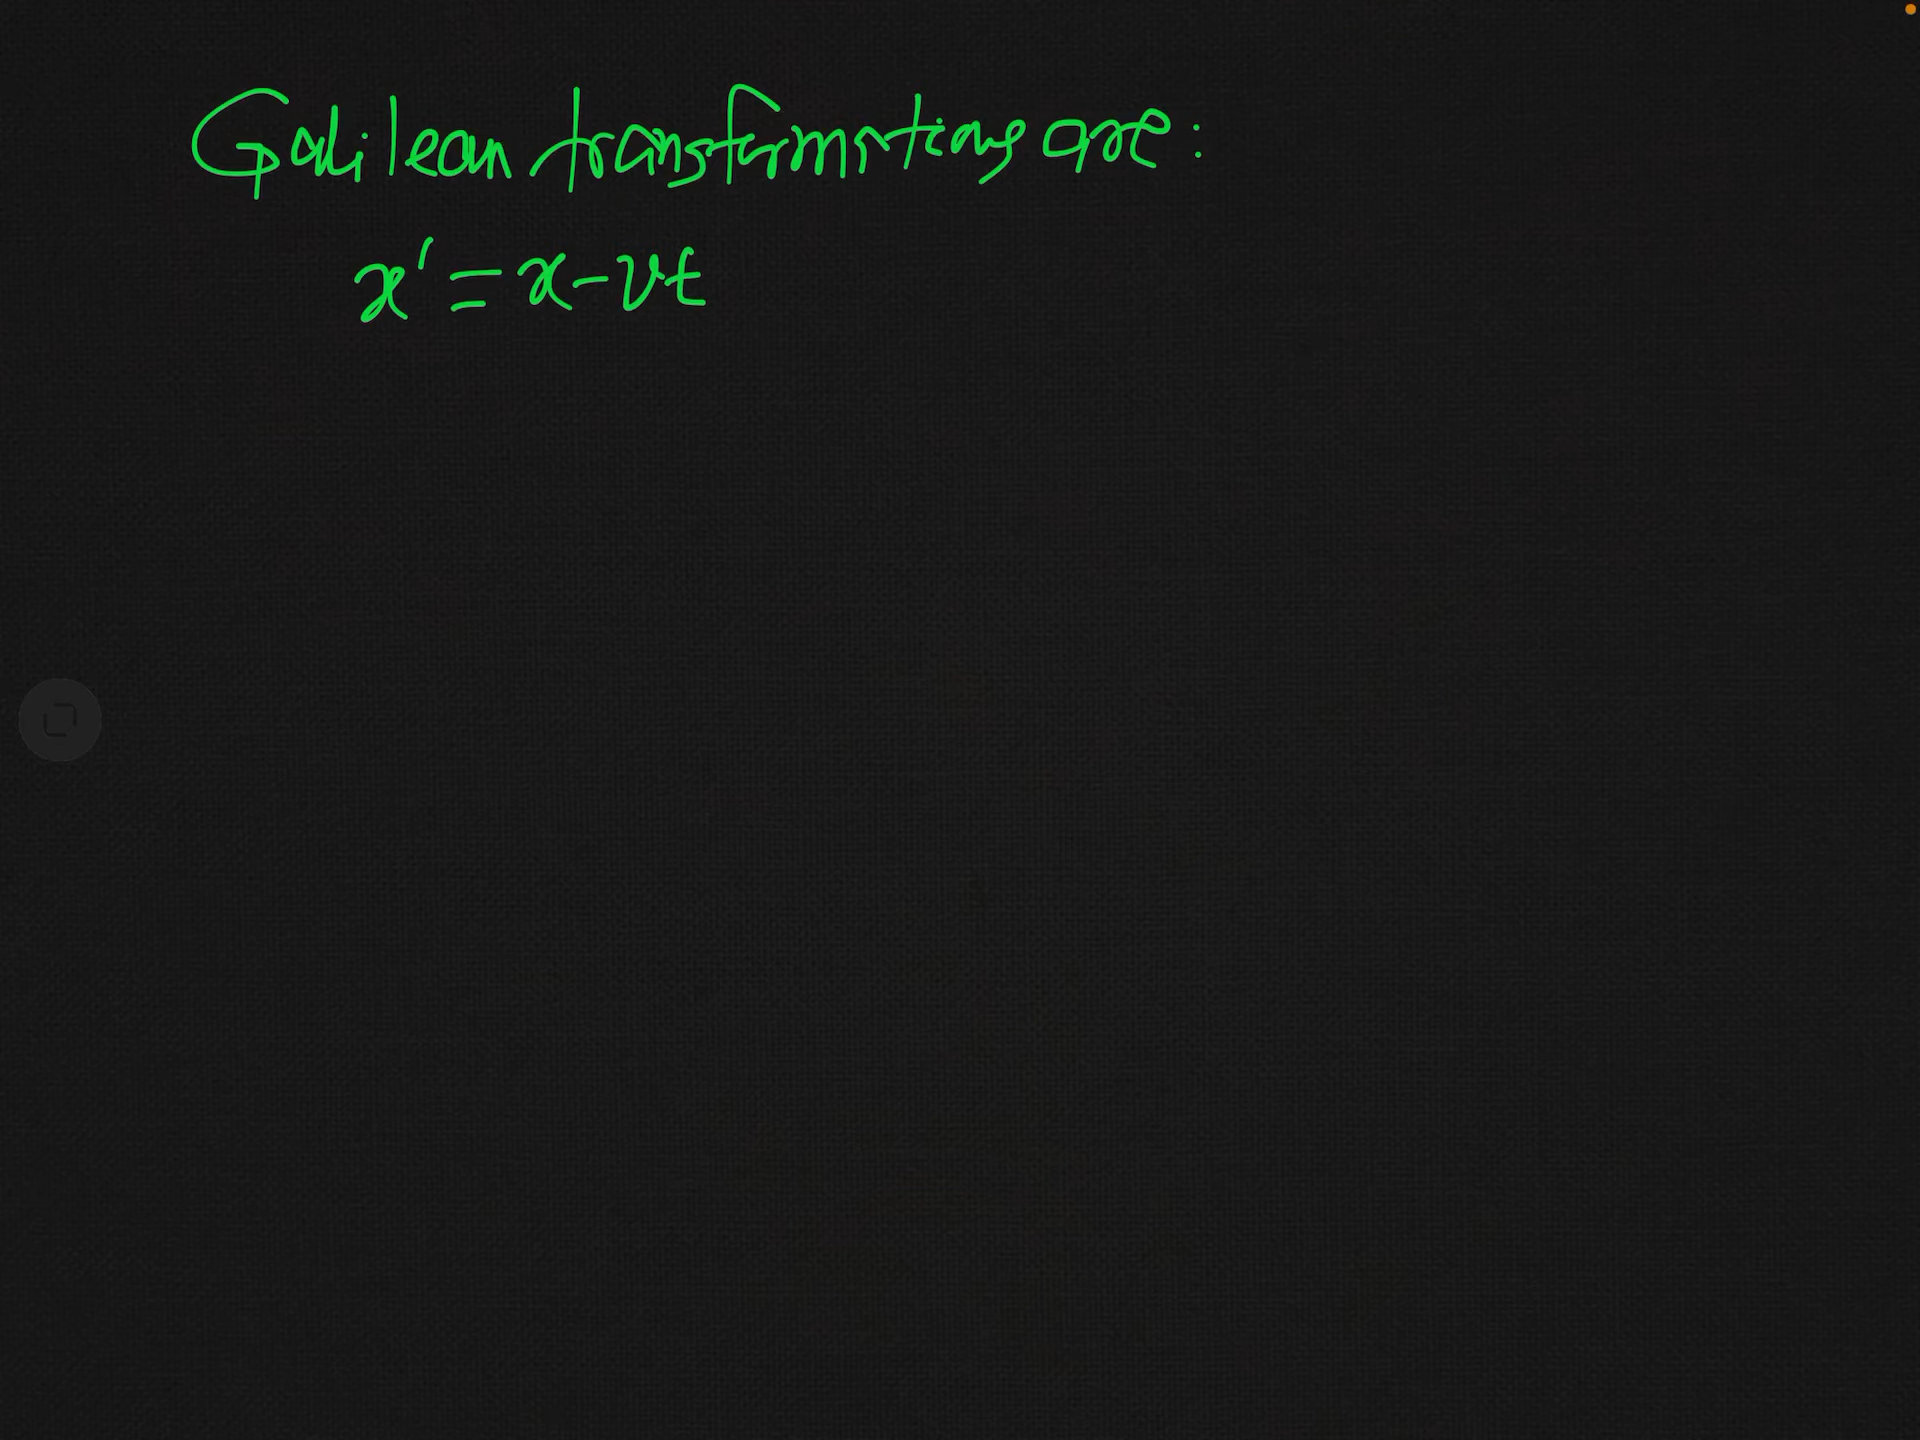 Galilean transformations are:
x' = x - vt